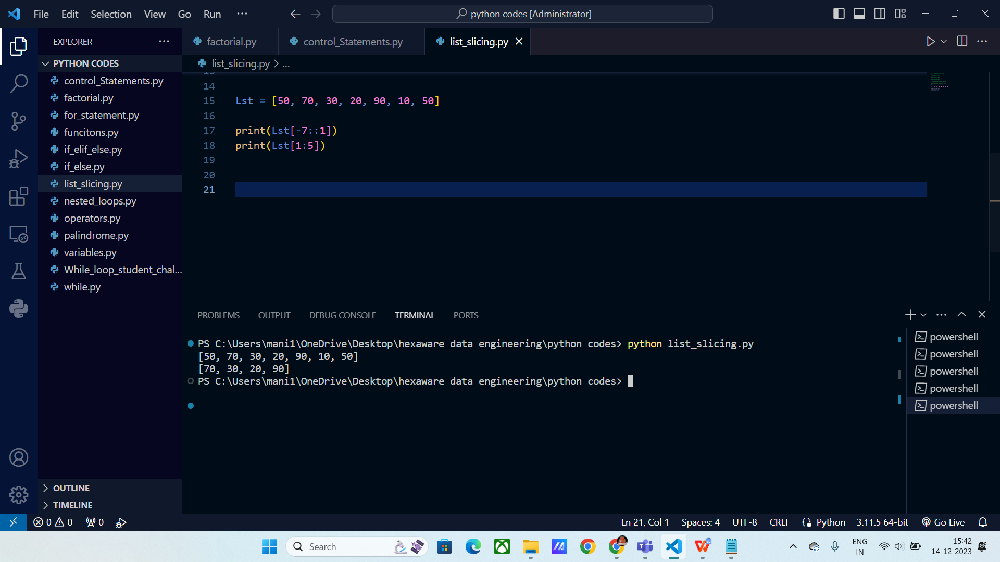 File Edit Selection View Go Run ··· python codes [Administrator]
EXPLORER ···
factorial.py control_Statements.py list_slicing.py
PYTHON CODES
control_Statements.py
factorial.py
for_statement.py
funcitons.py
if_elif_else.py
if_else.py
list_slicing.py
nested_loops.py
operators.py
palindrome.py
variables.py
While_loop_student_chal...
while.py
OUTLINE
TIMELINE
list_slicing.py > ...
14
15 Lst = [50, 70, 30, 20, 90, 10, 50]
16
17 print(Lst[-7::1])
18 print(Lst[1:5])
19
20
21
PROBLEMS OUTPUT DEBUG CONSOLE TERMINAL PORTS
PS C:\Users\mani1\OneDrive\Desktop\hexaware data engineering\python codes> python list_slicing.py
[50, 70, 30, 20, 90, 10, 50]
[70, 30, 20, 90]
PS C:\Users\mani1\OneDrive\Desktop\hexaware data engineering\python codes>
powershell
powershell
powershell
powershell
powershell
0 0 0 Ln 21, Col 1 Spaces: 4 UTF-8 CRLF {} Python 3.11.5 64-bit Go Live
Search
ENG
IN
15:42
14-12-2023